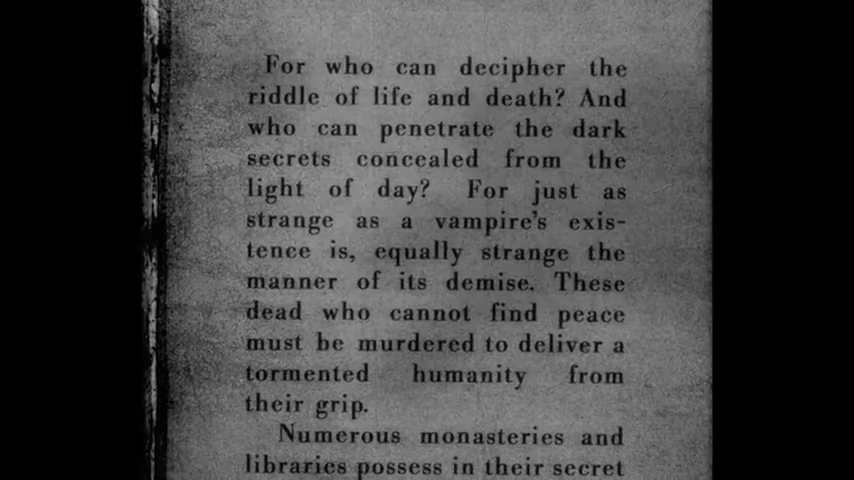 For who can decipher the
riddle of life and death? And
who can penetrate the dark
secrets concealed from the
light of day? For just as
strange as a vampire's exis-
tence is, equally strange the
manner of its demise. These
dead who cannot find peace
must be murdered to deliver a
tormented humanity from
their grip.
Numerous monasteries and
libraries possess in their secret